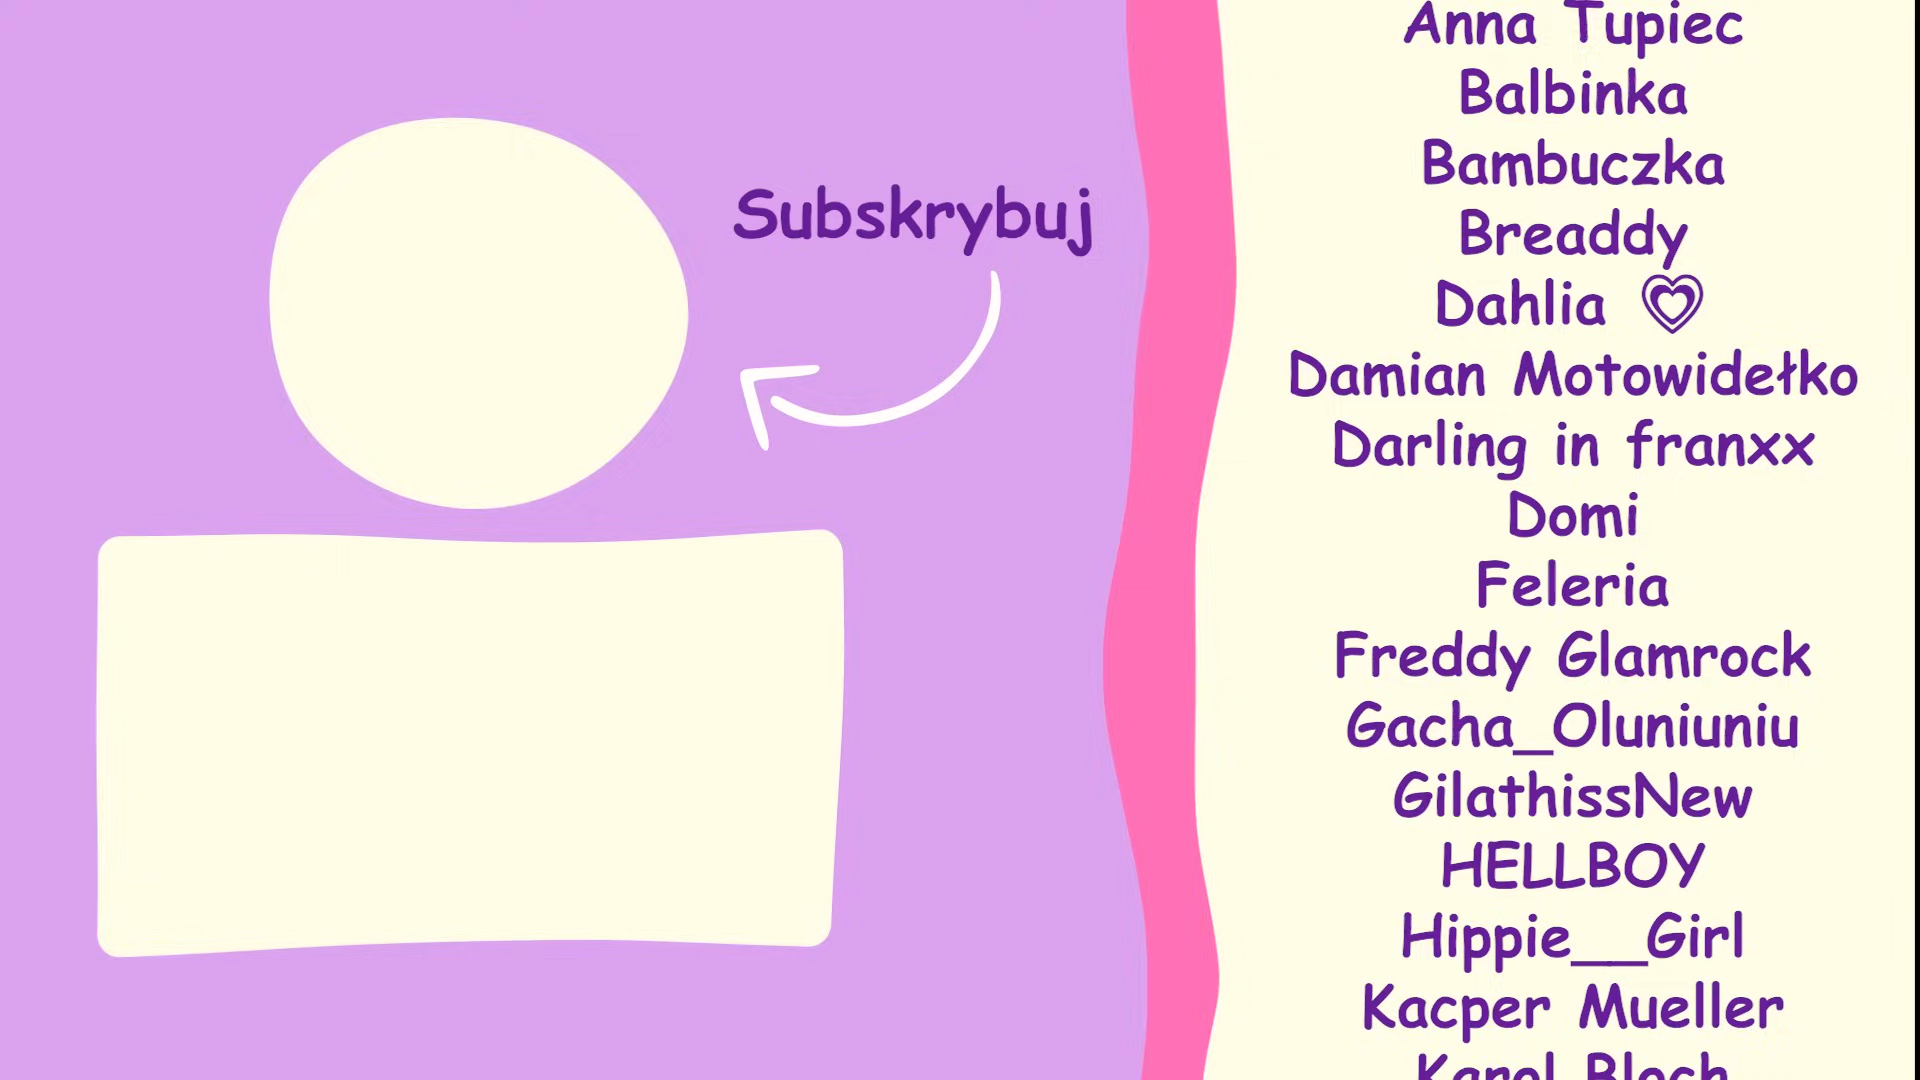 Subskrybuj
Anna Tupiec
Balbinka
Bambuczka
Breaddy
Dahlia 💗
Damian Motowidełko
Darling in franxx
Domi
Feleria
Freddy Glamrock
Gacha_Oluniuniu
GilathissNew
HELLBOY
Hippie__Girl
Kacper Mueller
Karol